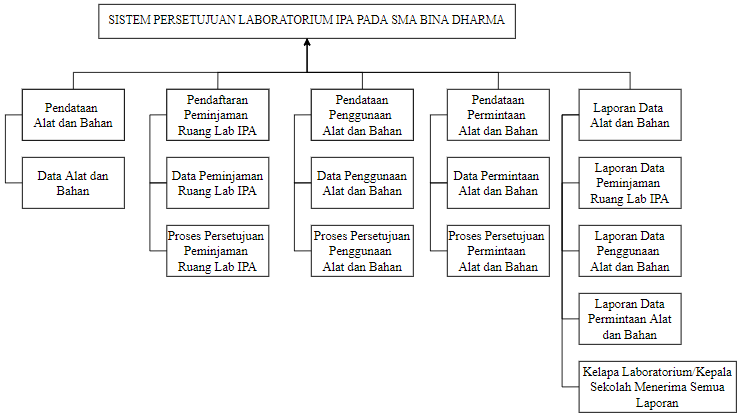 SISTEM PERSETUJUAN LABORATORIUM IPA PADA SMA BINA DHARMA
Pendataan
Alat dan Bahan
Data Alat dan
Bahan
Pendaftaran
Peminjaman
Ruang Lab IPA
Data Peminjaman
Ruang Lab IPA
Proses Persetujuan
Peminjaman
Ruang Lab IPA
Pendataan
Penggunaan
Alat dan Bahan
Data Penggunaan
Alat dan Bahan
Proses Persetujuan
Penggunaan
Alat dan Bahan
Pendataan
Permintaan
Alat dan Bahan
Data Permintaan
Alat dan Bahan
Proses Persetujuan
Permintaan
Alat dan Bahan
Laporan Data
Alat dan Bahan
Laporan Data
Peminjaman
Ruang Lab IPA
Laporan Data
Penggunaan
Alat dan Bahan
Laporan Data
Permintaan Alat
dan Bahan
Kelapa Laboratorium/Kepala
Sekolah Menerima Semua
Laporan